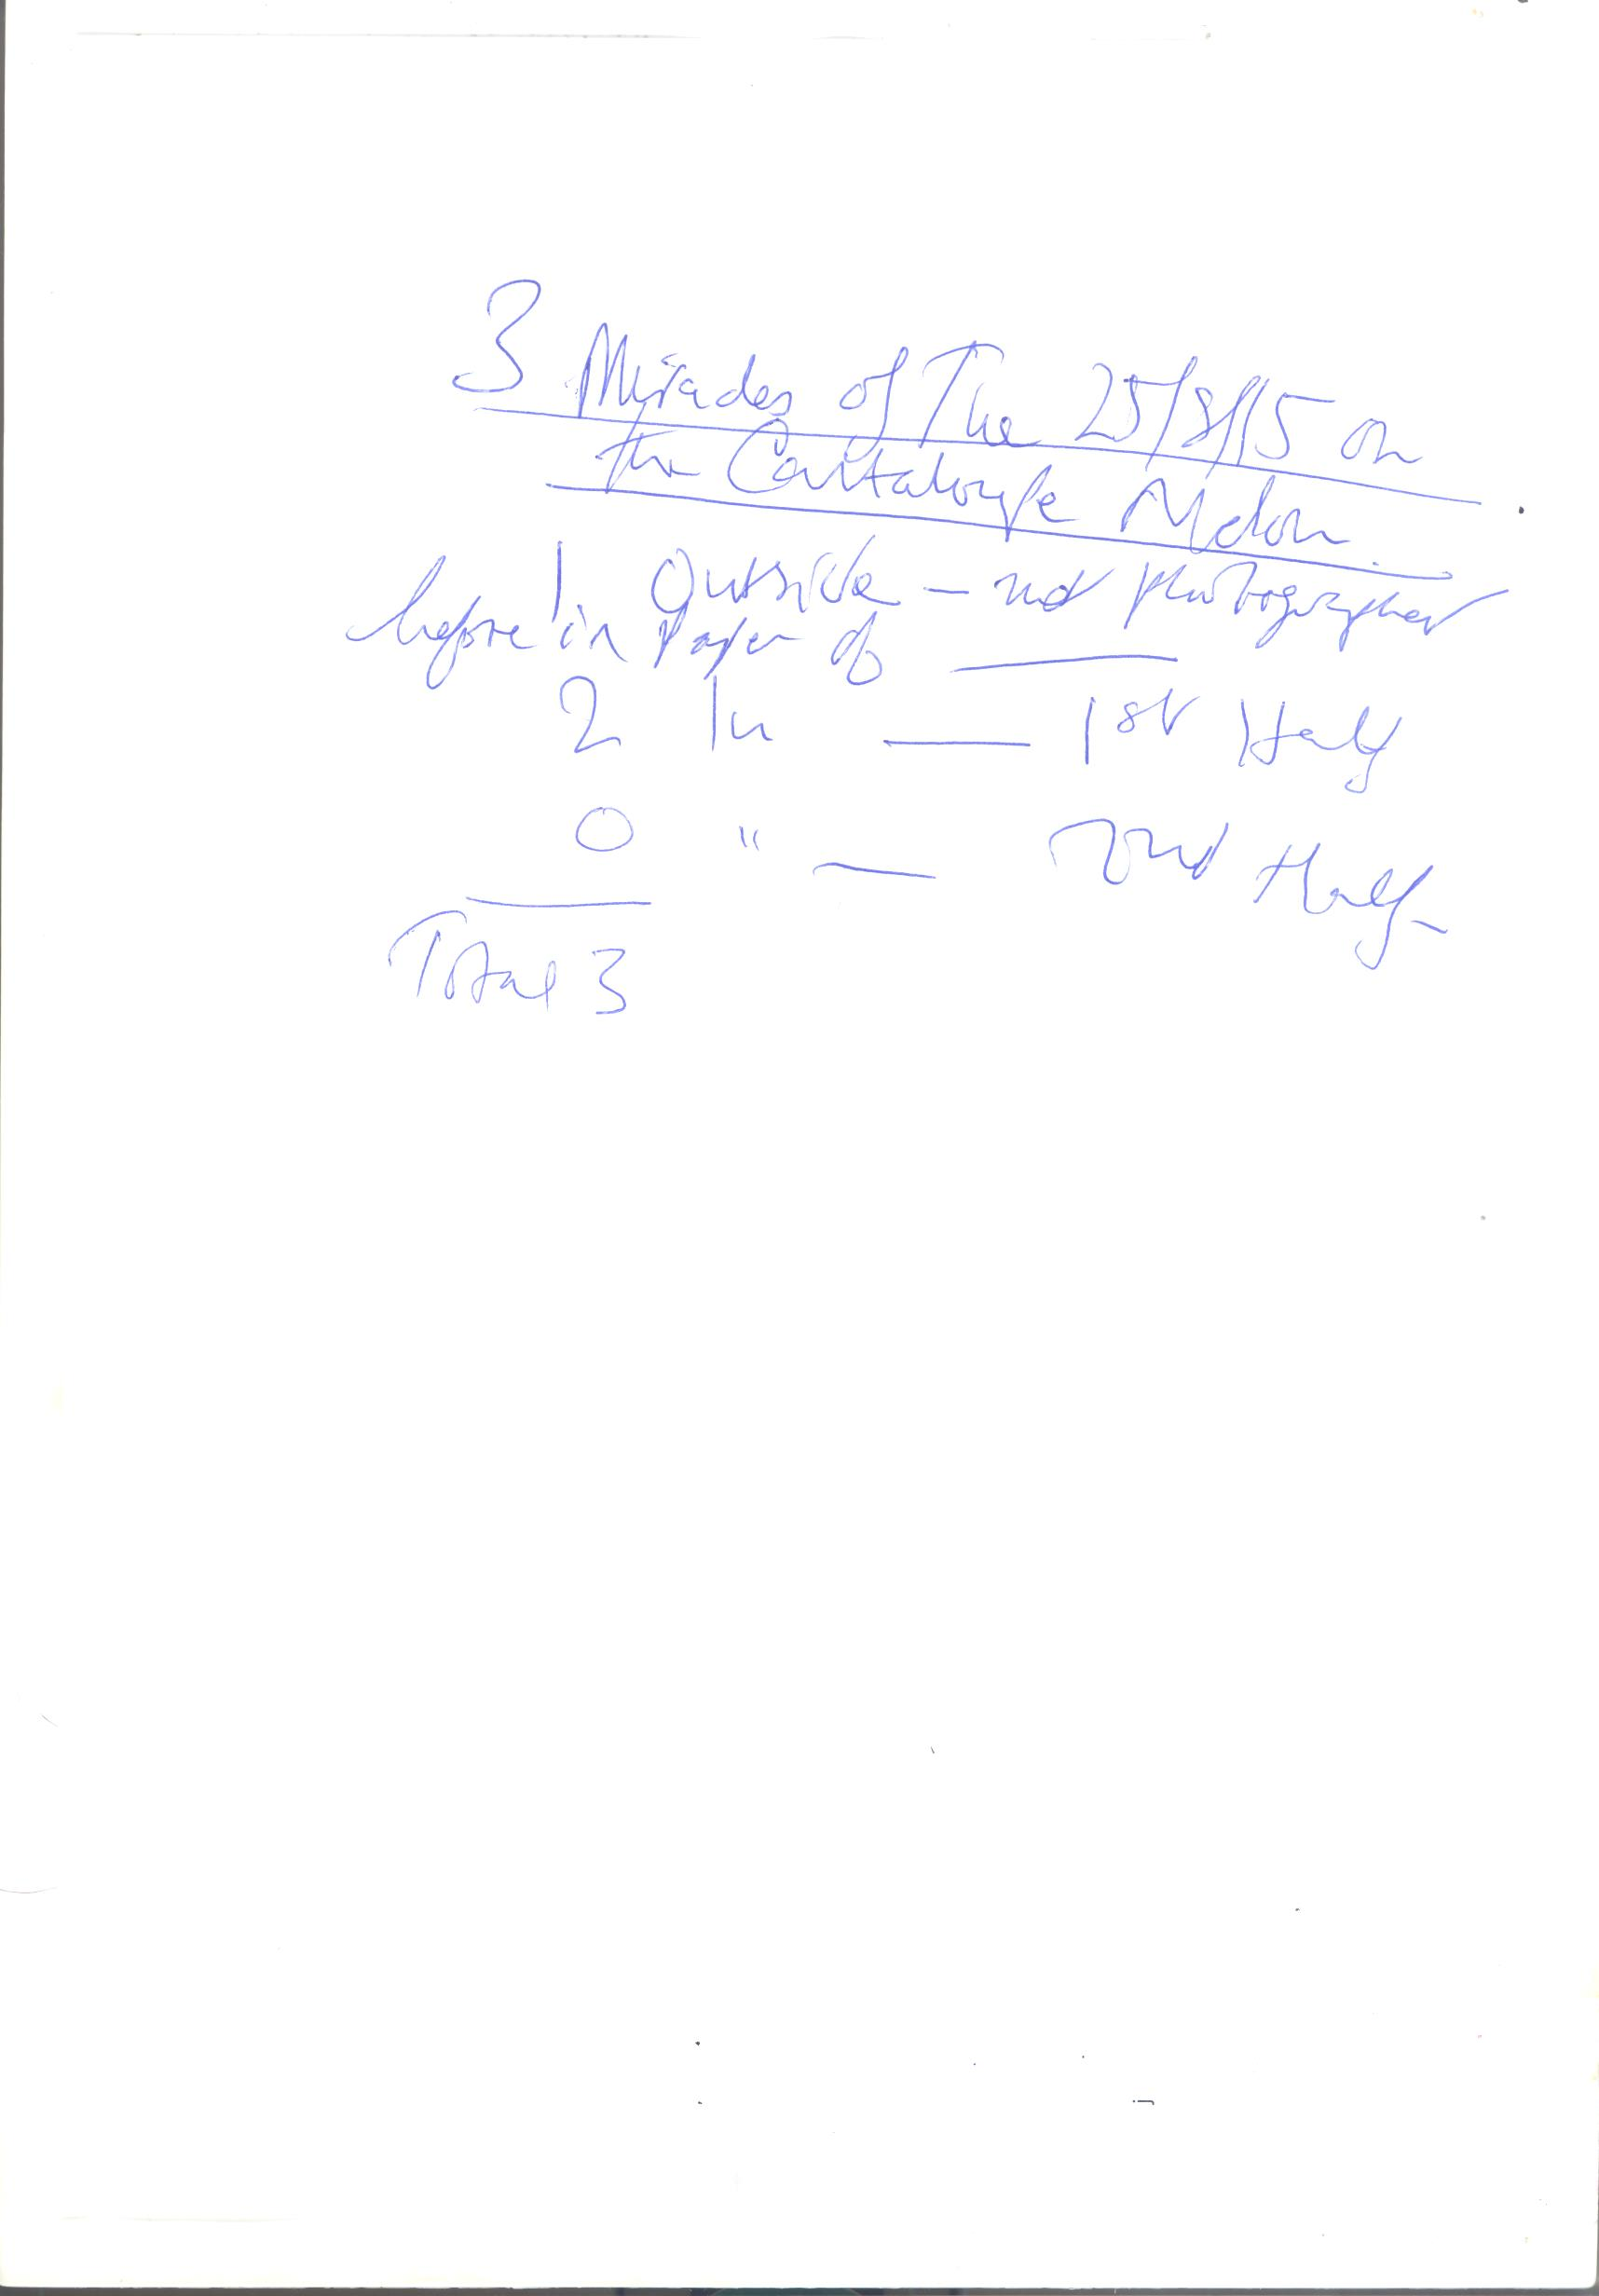 3 Miracles of The 25/8/15 on
the Cantaloupe Melon
1 Outside — not photographed
before in paper of ———
2 In ——— 1st Half
0 " — 2nd Half
Total 3